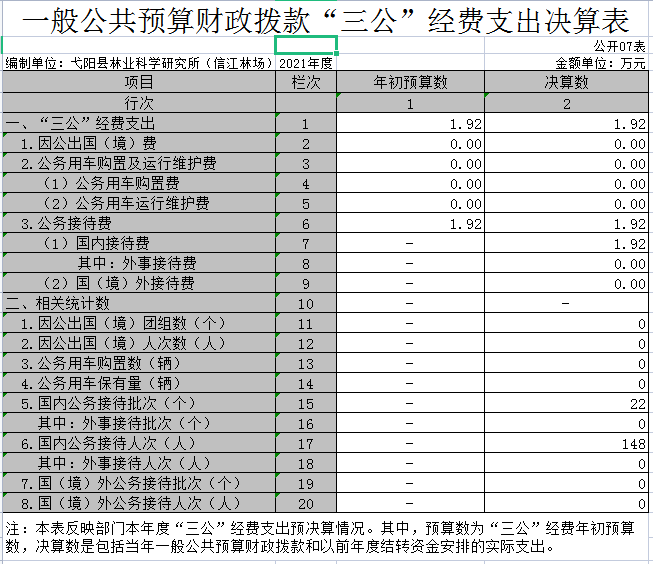 一般公共预算财政拨款“三公”经费支出决算表
公开07表
编制单位：弋阳县林业科学研究所（信江林场） 2021年度 金额单位：万元
项目 栏次 年初预算数 决算数
行次 1 2
一、“三公”经费支出 1 1.92 1.92
1.因公出国（境）费 2 0.00 0.00
2.公务用车购置及运行维护费 3 0.00 0.00
（1）公务用车购置费 4 0.00 0.00
（2）公务用车运行维护费 5 0.00 0.00
3.公务接待费 6 1.92 1.92
（1）国内接待费 7 - 1.92
其中：外事接待费 8 - 0.00
（2）国（境）外接待费 9 - 0.00
二、相关统计数 10 - -
1.因公出国（境）团组数（个） 11 - 0
2.因公出国（境）人次数（人） 12 - 0
3.公务用车购置数（辆） 13 - 0
4.公务用车保有量（辆） 14 - 0
5.国内公务接待批次（个） 15 - 22
其中：外事接待批次（个） 16 - 0
6.国内公务接待人次（人） 17 - 148
其中：外事接待人次（人） 18 - 0
7.国（境）外公务接待批次（个） 19 - 0
8.国（境）外公务接待人次（人） 20 - 0
注：本表反映部门本年度“三公”经费支出预决算情况。其中，预算数为“三公”经费年初预算
数，决算数是包括当年一般公共预算财政拨款和以前年度结转资金安排的实际支出。